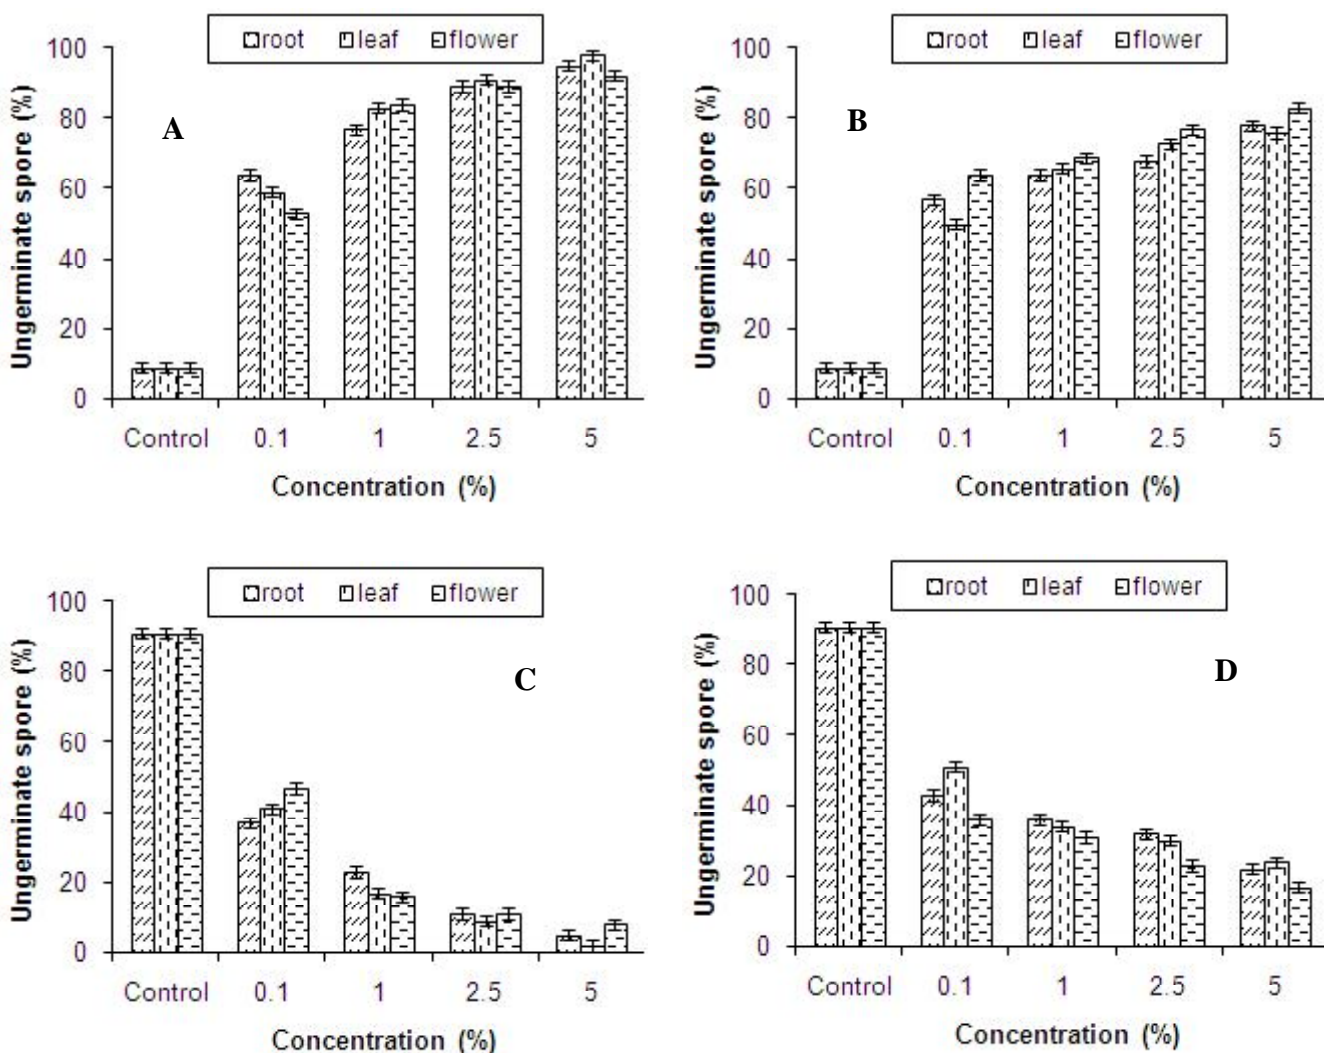 root leaf flower
A
Ungerminate spore (%)
100
80
60
40
20
0
Control 0.1 1 2.5 5
Concentration (%)
root leaf flower
B
Ungerminate spore (%)
100
80
60
40
20
0
Control 0.1 1 2.5 5
Concentration (%)
root leaf flower
C
Ungerminate spore (%)
100
80
60
40
20
0
Control 0.1 1 2.5 5
Concentration (%)
root leaf flower
D
Ungerminate spore (%)
100
80
60
40
20
0
Control 0.1 1 2.5 5
Concentration (%)